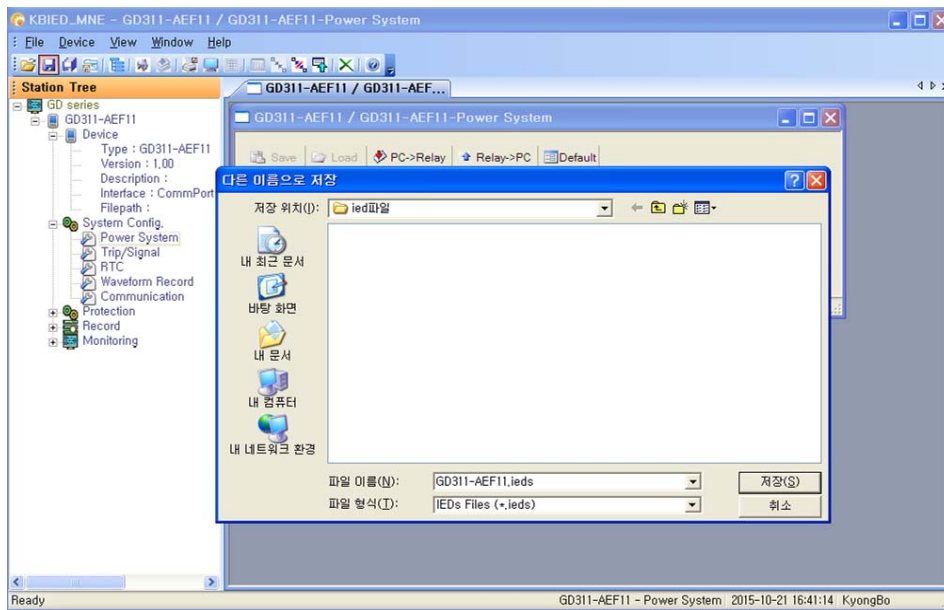 KBIED_MNE - GD311-AEF11 / GD311-AEF11-Power System
File Device View Window Help
Station Tree
GD311-AEF11 / GD311-AEF...
GD series
GD311-AEF11
Device
Type : GD311-AEF11
Version : 1,00
Description :
Interface : CommPort
Filepath :
System Config,
Power System
Trip/Signal
RTC
Waveform Record
Communication
Protection
Record
Monitoring
GD311-AEF11 / GD311-AEF11-Power System
Save Load PC->Relay Relay->PC Default
다른 이름으로 저장
저장 위치(I): ied파일
내 최근 문서
바탕 화면
내 문서
내 컴퓨터
내 네트워크 환경
파일 이름(N): GD311-AEF11,ieds 저장(S)
파일 형식(T): IEDs Files (*,ieds) 취소
Ready GD311-AEF11 - Power System 2015-10-21 16:41:14 KyongBo